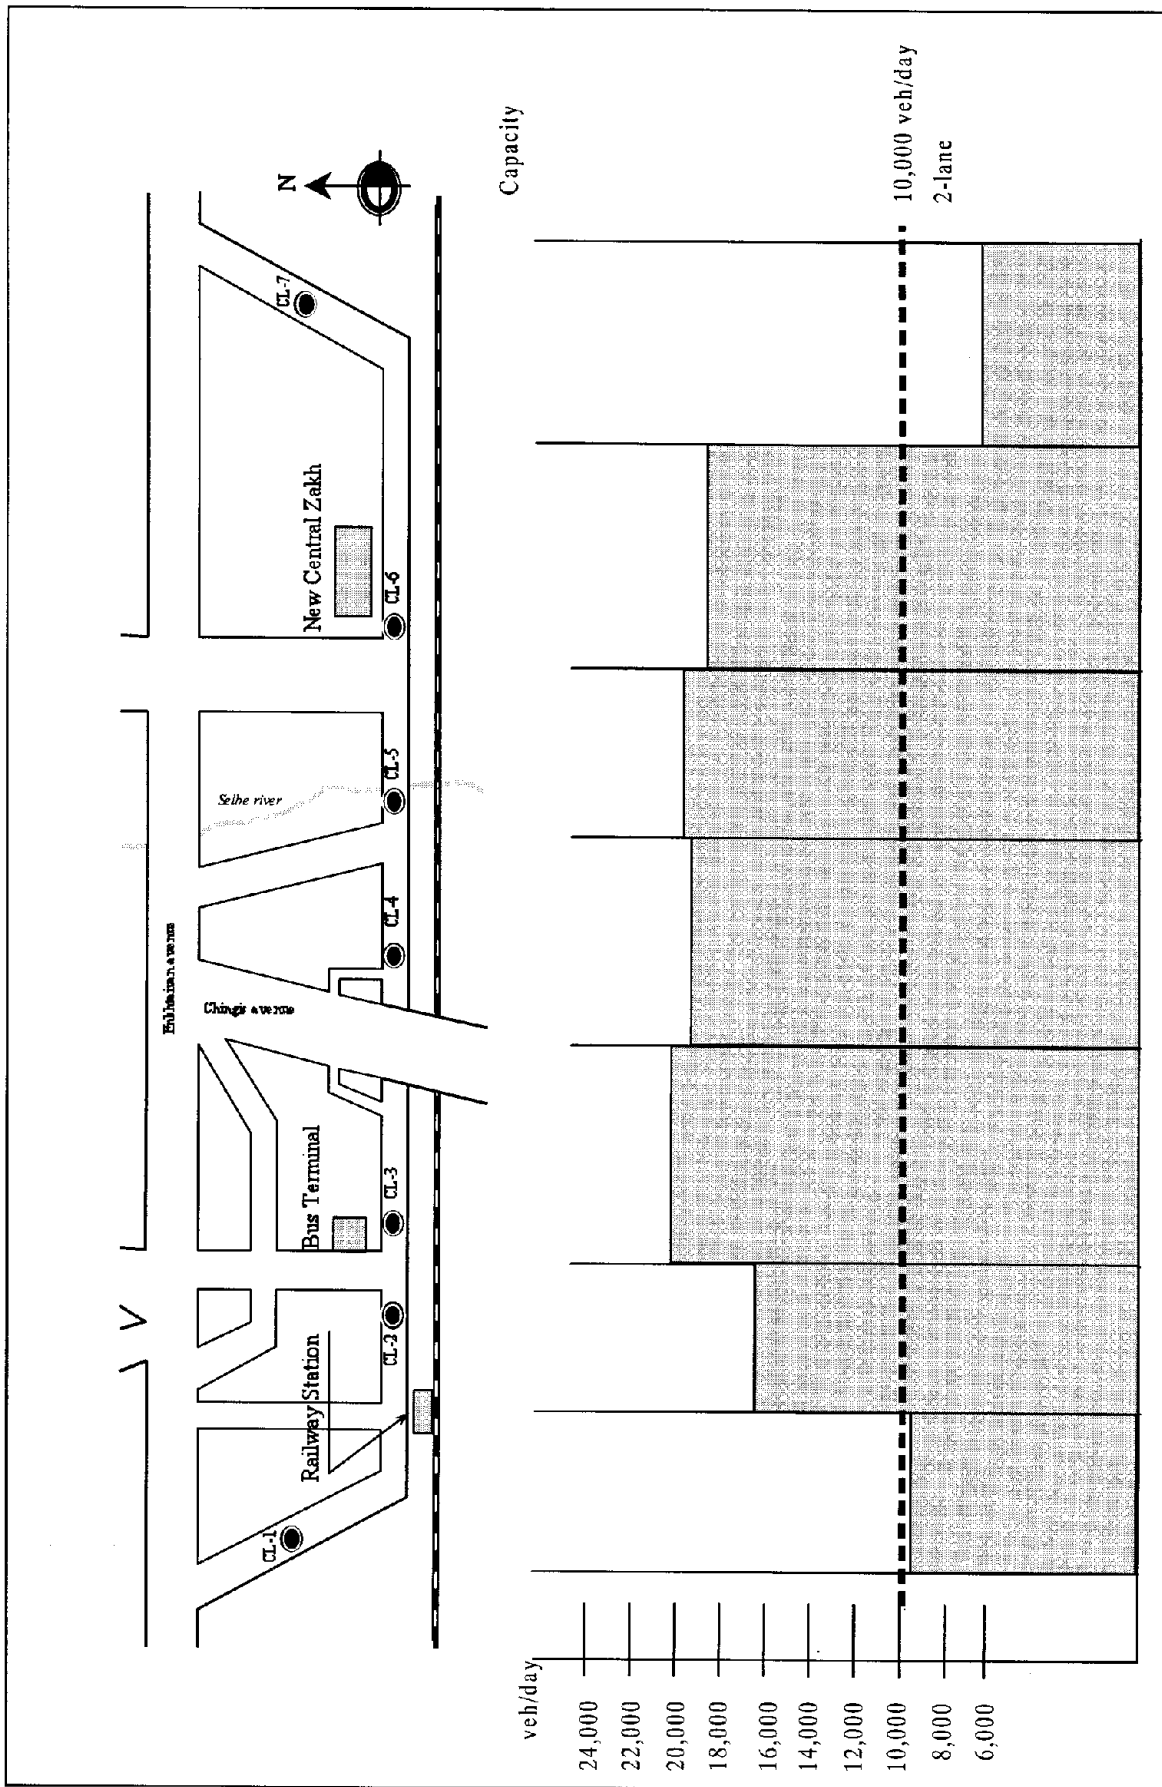 N
CL-7
New Central Zakh
CL-6
CL-5
Selhe river
CL-4
Chingis avenue
Bus Terminal
CL-3
Railway Station
CL-2
CL-1
Capacity
10,000 veh/day
2-lane
veh/day
24,000
22,000
20,000
18,000
16,000
14,000
12,000
10,000
8,000
6,000